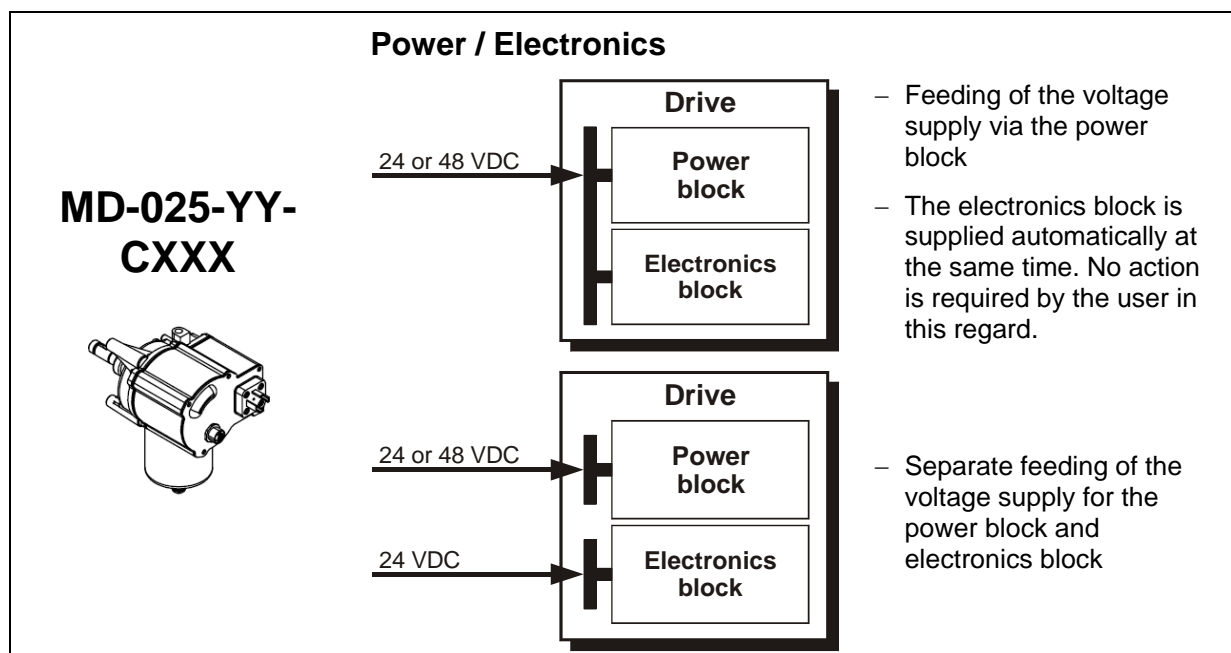 Power / Electronics
MD-025-YY-
CXXX
24 or 48 VDC
Drive
Power
block
Electronics
block
– Feeding of the voltage
supply via the power
block
– The electronics block is
supplied automatically at
the same time. No action
is required by the user in
this regard.
24 or 48 VDC
24 VDC
Drive
Power
block
Electronics
block
– Separate feeding of the
voltage supply for the
power block and
electronics block